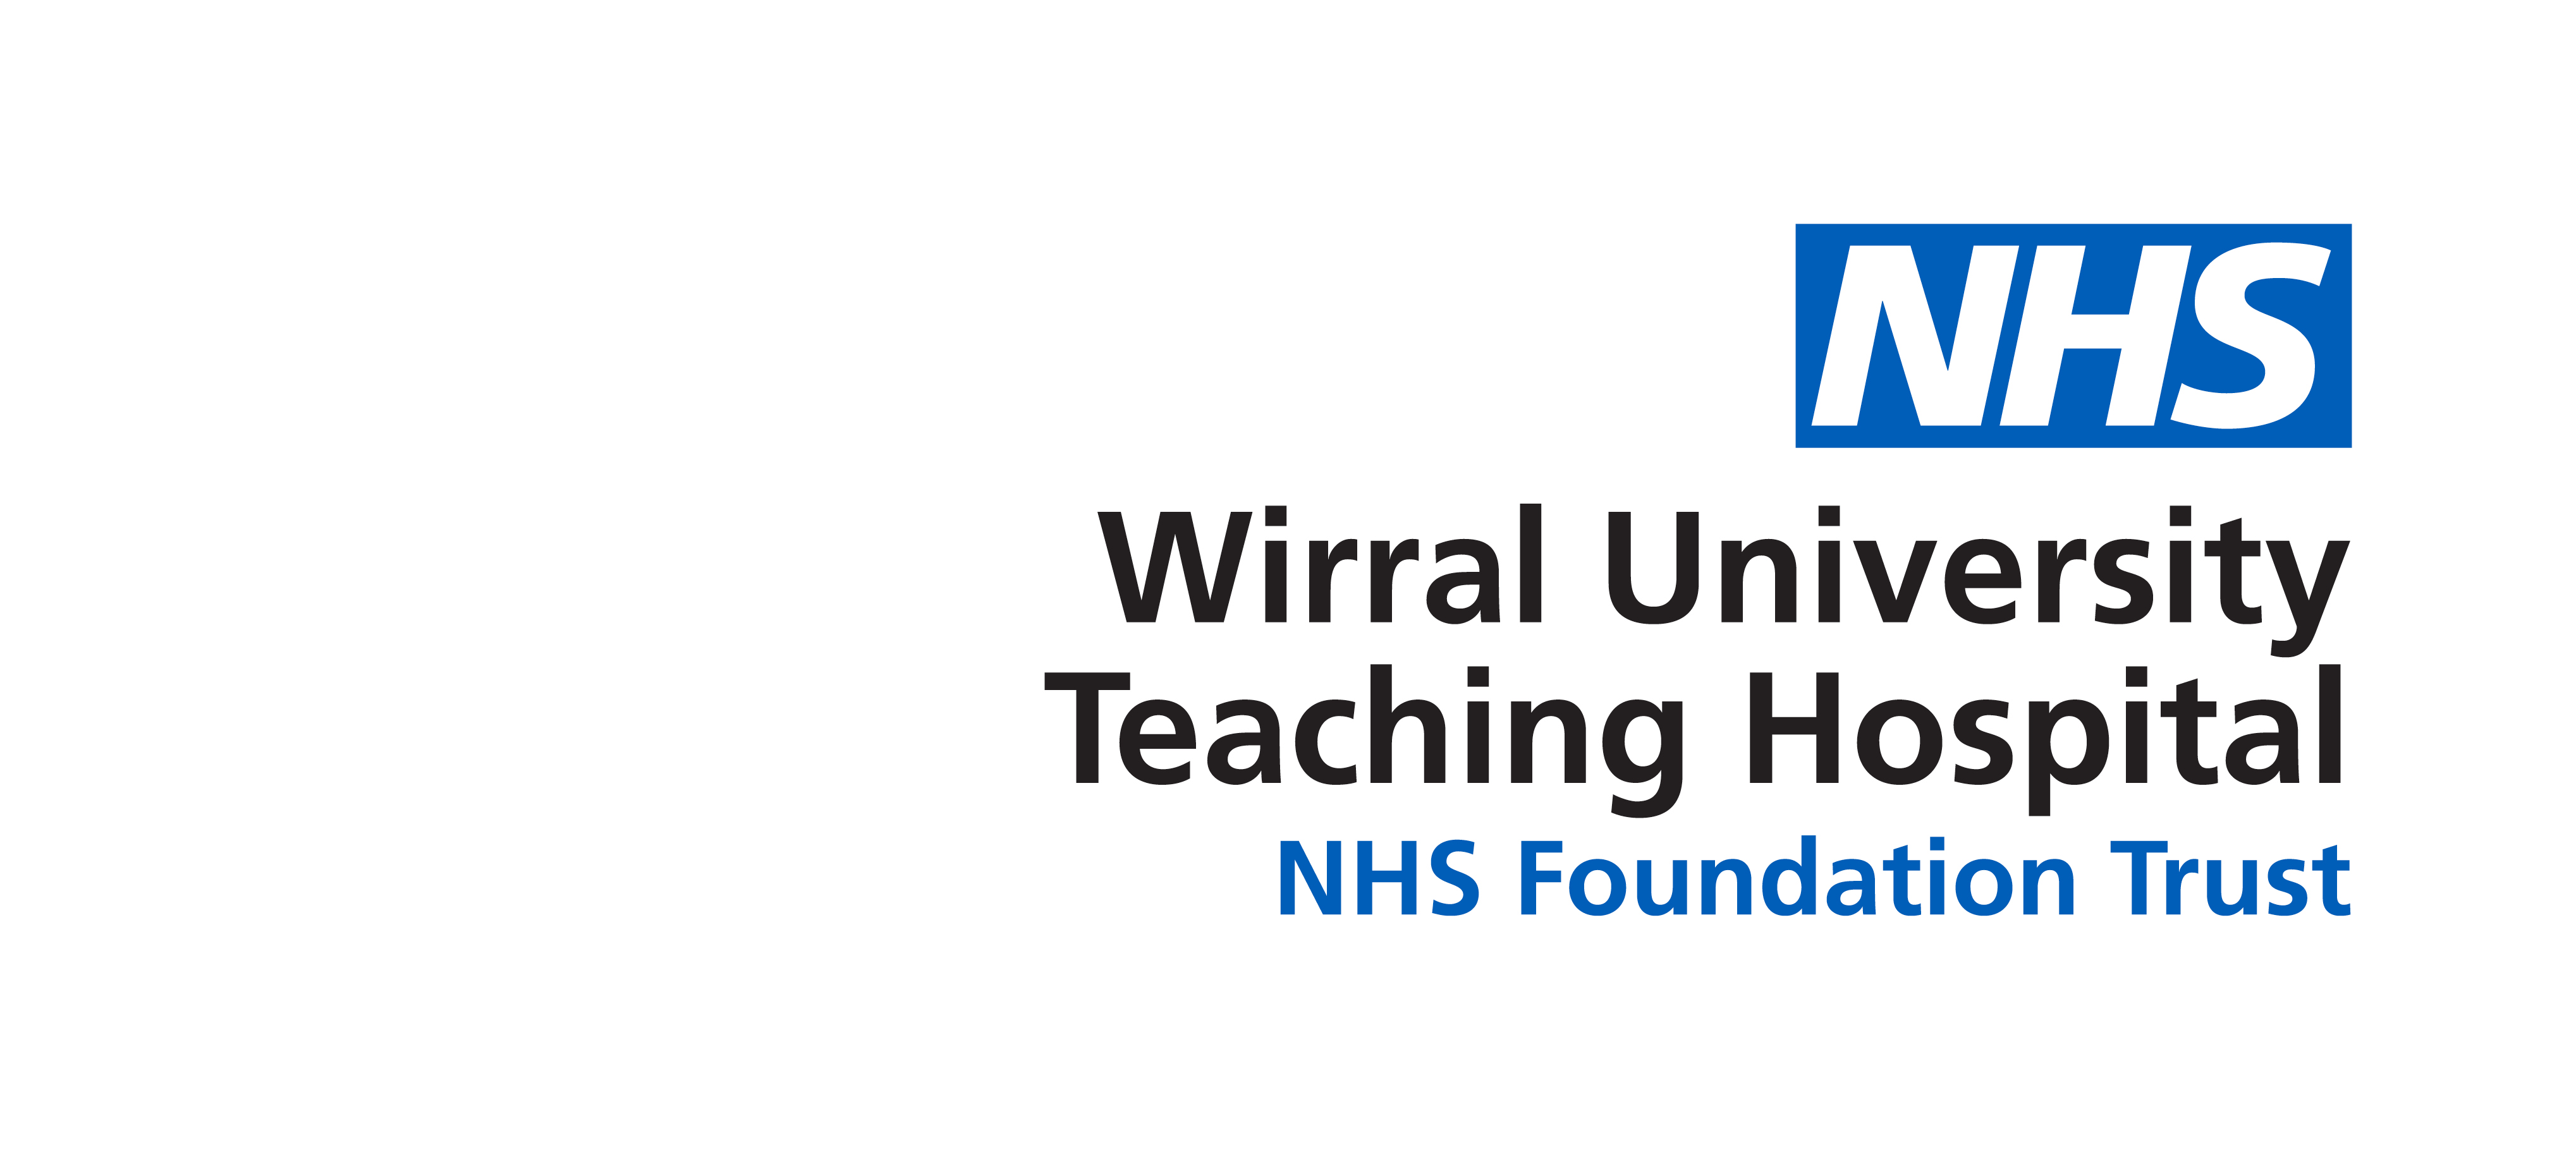 NHS
Wirral University
Teaching Hospital
NHS Foundation Trust